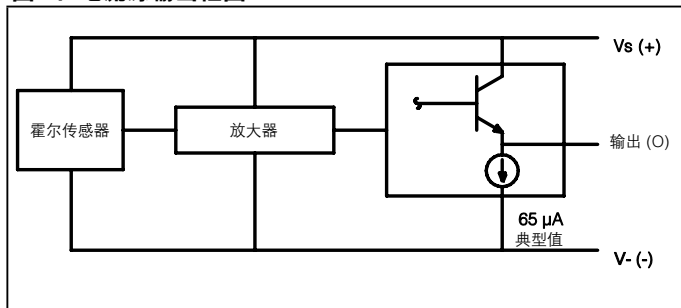 Vs (+)
霍尔传感器
放大器
输出 (O)
65 µA
典型值
V- (-)